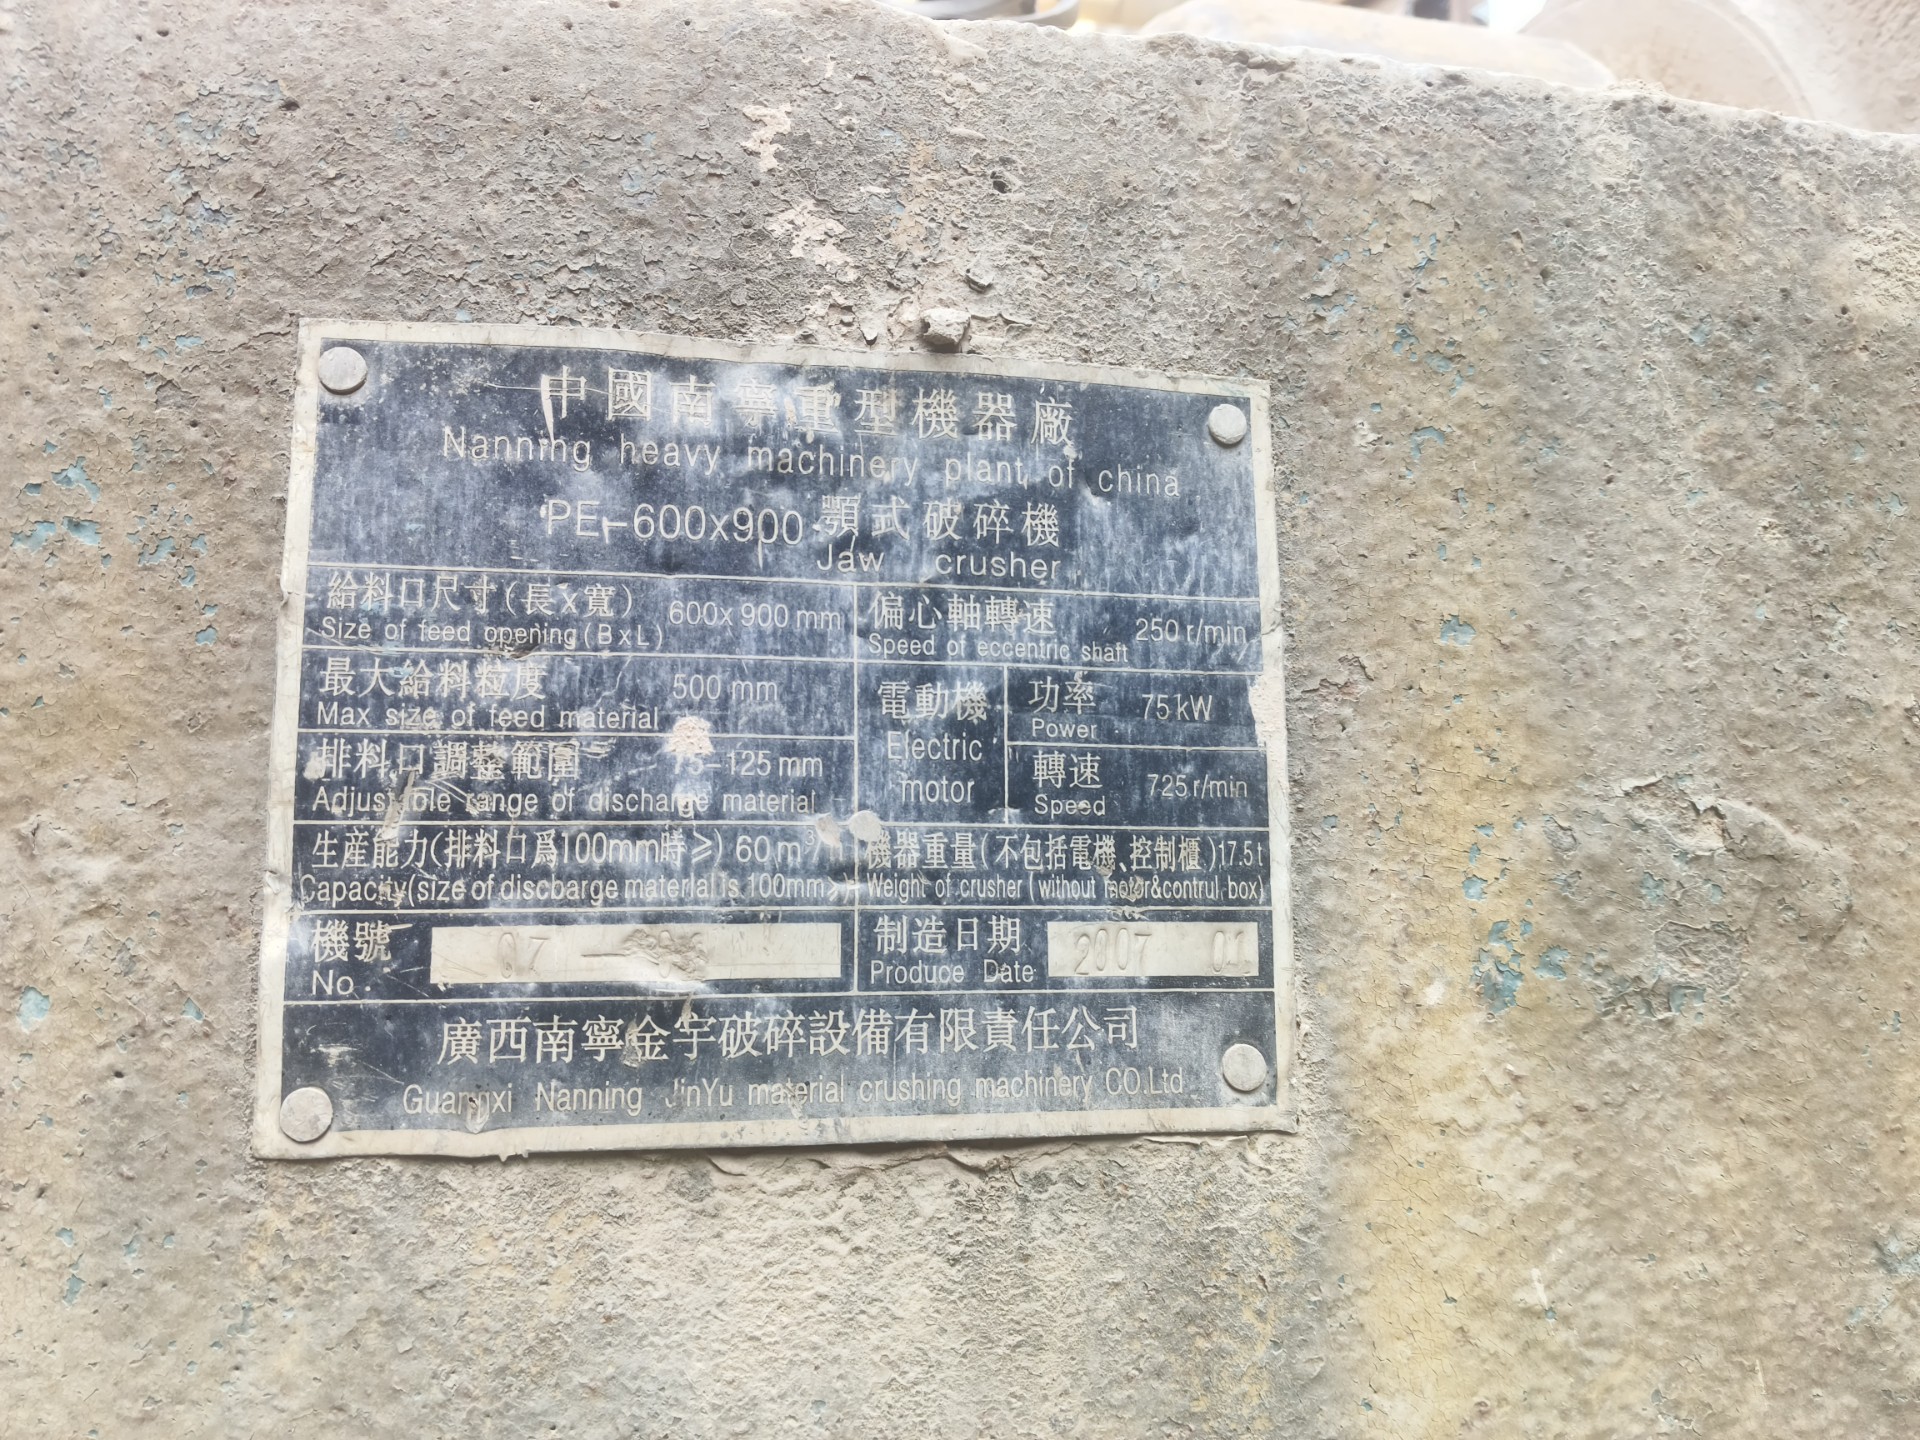 中國南寧重型機器廠
Nanning heavy machinery plant of china
PE-600x900 顎式破碎機
Jaw crusher
給料口尺寸(長x寬) 600x900 mm
Size of feed opening(BxL)
偏心軸轉速 250 r/min
Speed of eccentric shaft
最大給料粒度 500 mm
Max size of feed material
電動機 功率 75kW
Electric motor Power
排料口調整範圍 75-125 mm
Adjustable range of discharge material
轉速 725 r/min
Speed
生産能力(排料口爲100mm時≥) 60 m³/
Capacity(size of discbarge material is 100mm≥)
機器重量(不包括電機、控制櫃)17.5t
Weight of crusher (without motor&contrul box)
機號 07
No.
制造日期 2007 01
Produce Date
廣西南寧金宇破碎設備有限責任公司
Guangxi Nanning JinYu material crushing machinery CO.Ltd